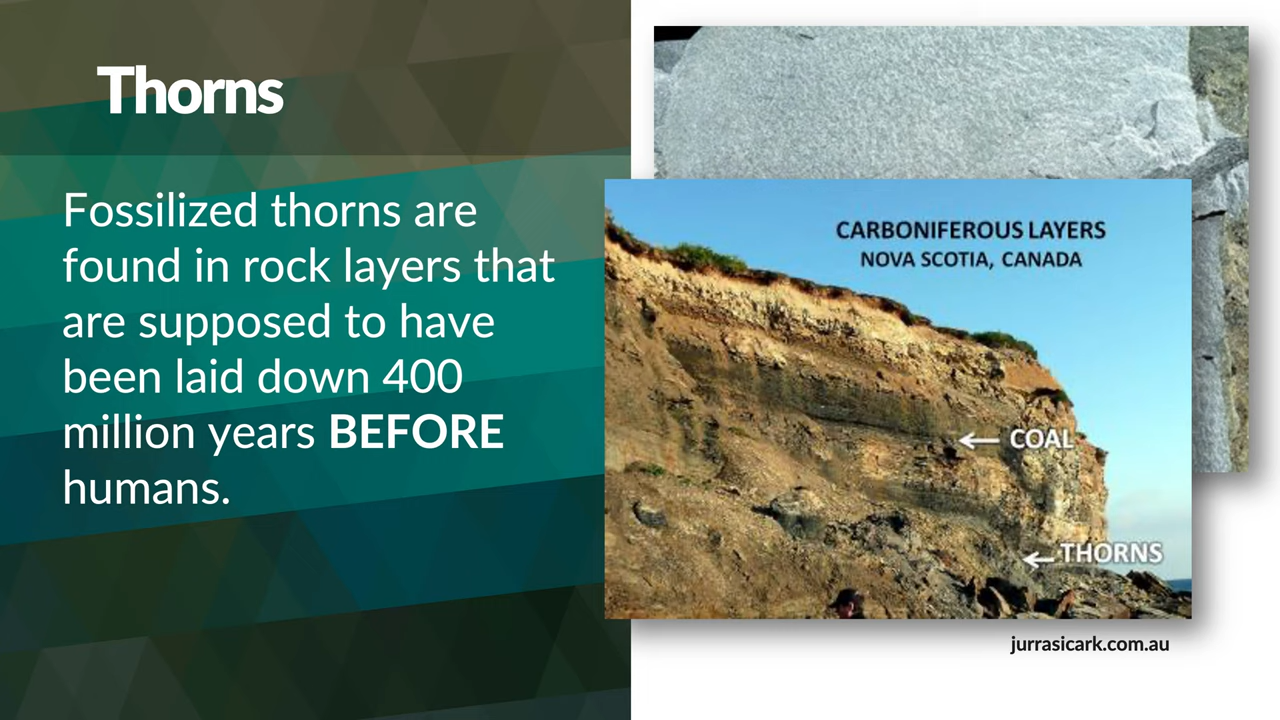 Thorns
Fossilized thorns are
found in rock layers that
are supposed to have
been laid down 400
million years BEFORE
humans.
CARBONIFEROUS LAYERS
NOVA SCOTIA, CANADA
← COAL
← THORNS
jurrasicark.com.au